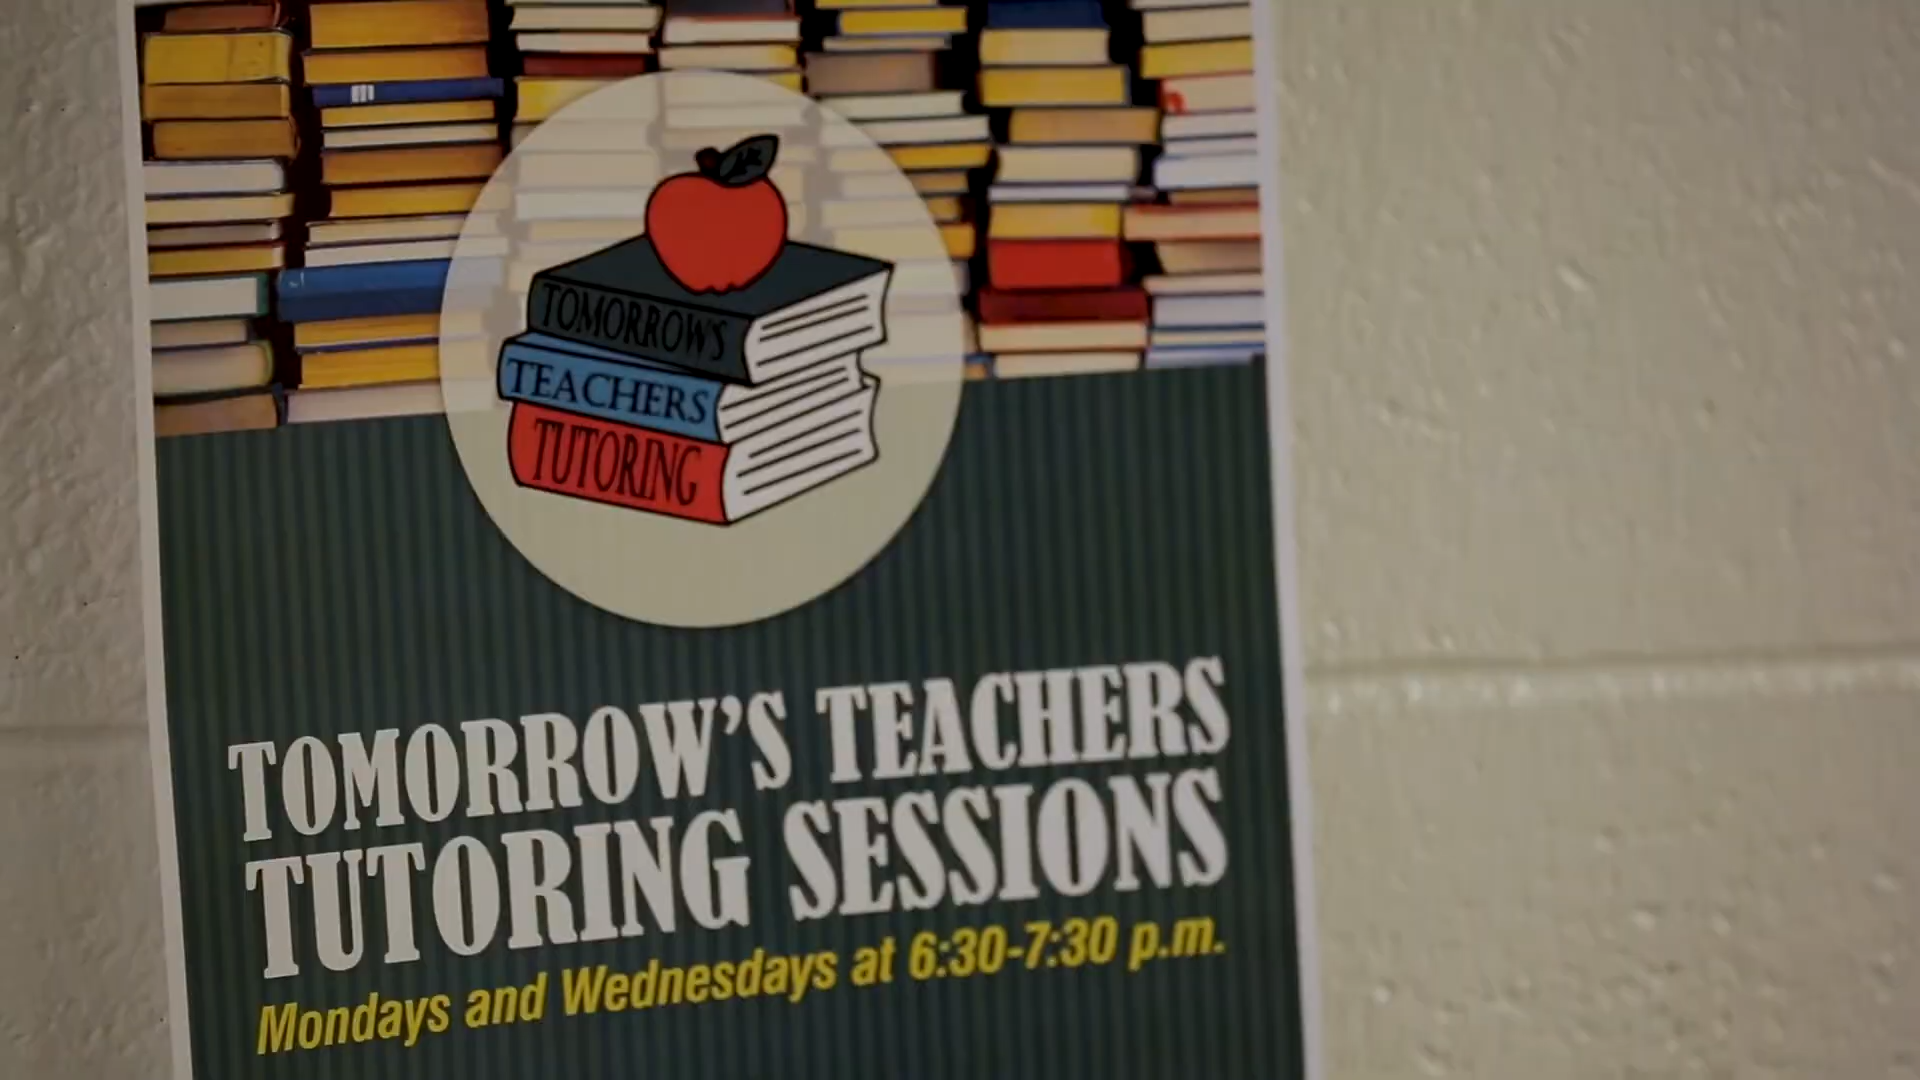 TOMORROW'S
TEACHERS
TUTORING
TOMORROW'S TEACHERS
TUTORING SESSIONS
Mondays and Wednesdays at 6:30-7:30 p.m.